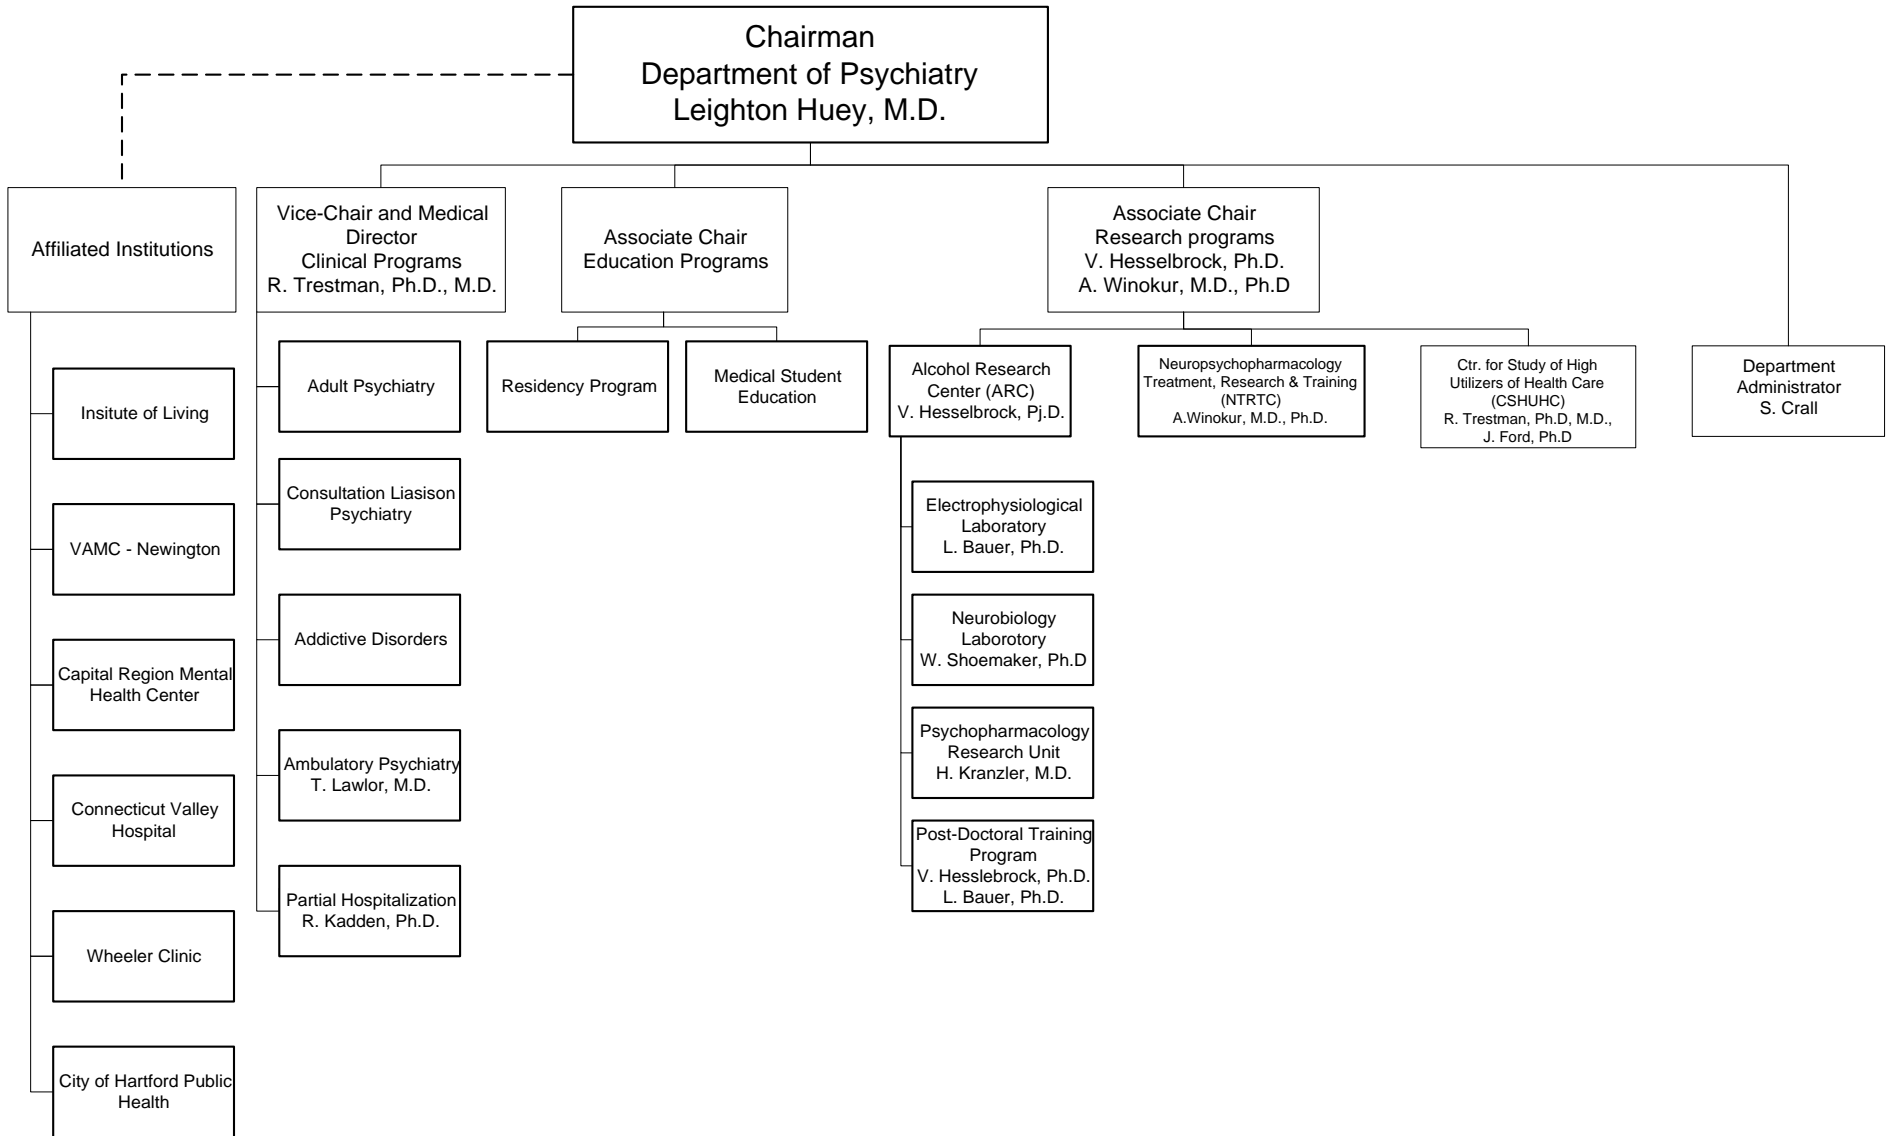 Chairman
Department of Psychiatry
Leighton Huey, M.D.
Affiliated Institutions
Insitute of Living
VAMC - Newington
Capital Region Mental
Health Center
Connecticut Valley
Hospital
Wheeler Clinic
City of Hartford Public
Health
Vice-Chair and Medical
Director
Clinical Programs
R. Trestman, Ph.D., M.D.
Adult Psychiatry
Consultation Liasison
Psychiatry
Addictive Disorders
Ambulatory Psychiatry
T. Lawlor, M.D.
Partial Hospitalization
R. Kadden, Ph.D.
Associate Chair
Education Programs
Residency Program
Medical Student
Education
Associate Chair
Research programs
V. Hesselbrock, Ph.D.
A. Winokur, M.D., Ph.D
Alcohol Research
Center (ARC)
V. Hesselbrock, Pj.D.
Electrophysiological
Laboratory
L. Bauer, Ph.D.
Neurobiology
Laborotory
W. Shoemaker, Ph.D
Psychopharmacology
Research Unit
H. Kranzler, M.D.
Post-Doctoral Training
Program
V. Hesslebrock, Ph.D.
L. Bauer, Ph.D.
Neuropsychopharmacology
Treatment, Research & Training
(NTRTC)
A.Winokur, M.D., Ph.D.
Ctr. for Study of High
Utilizers of Health Care
(CSHUHC)
R. Trestman, Ph.D, M.D.,
J. Ford, Ph.D
Department
Administrator
S. Crall